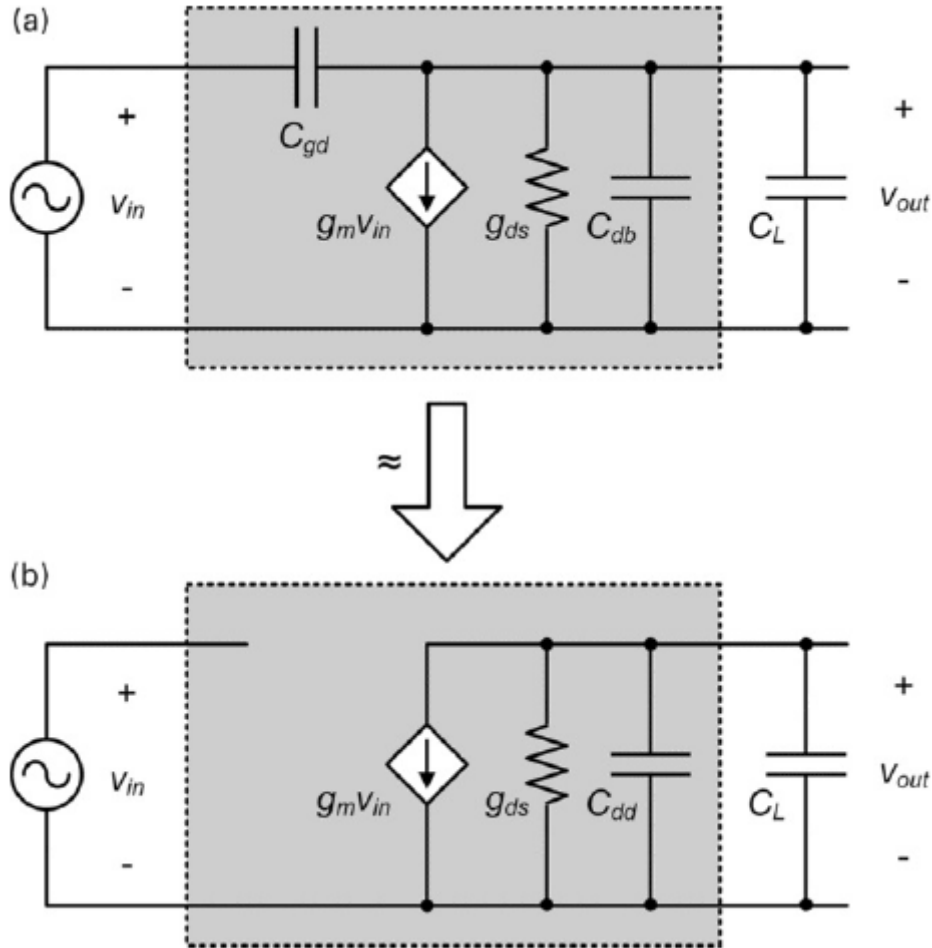 (a)
+ +
C_gd
v_in g_m v_in g_ds C_db C_L v_out
- -
≈
(b)
+ +
v_in g_m v_in g_ds C_dd C_L v_out
- -